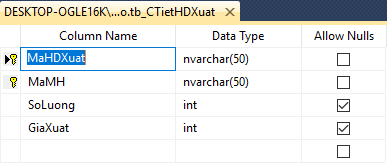 DESKTOP-OGLE16K\...o.tb_CTietHDXuat
Column Name Data Type Allow Nulls
MaHDXuat nvarchar(50)
MaMH nvarchar(50)
SoLuong int
GiaXuat int